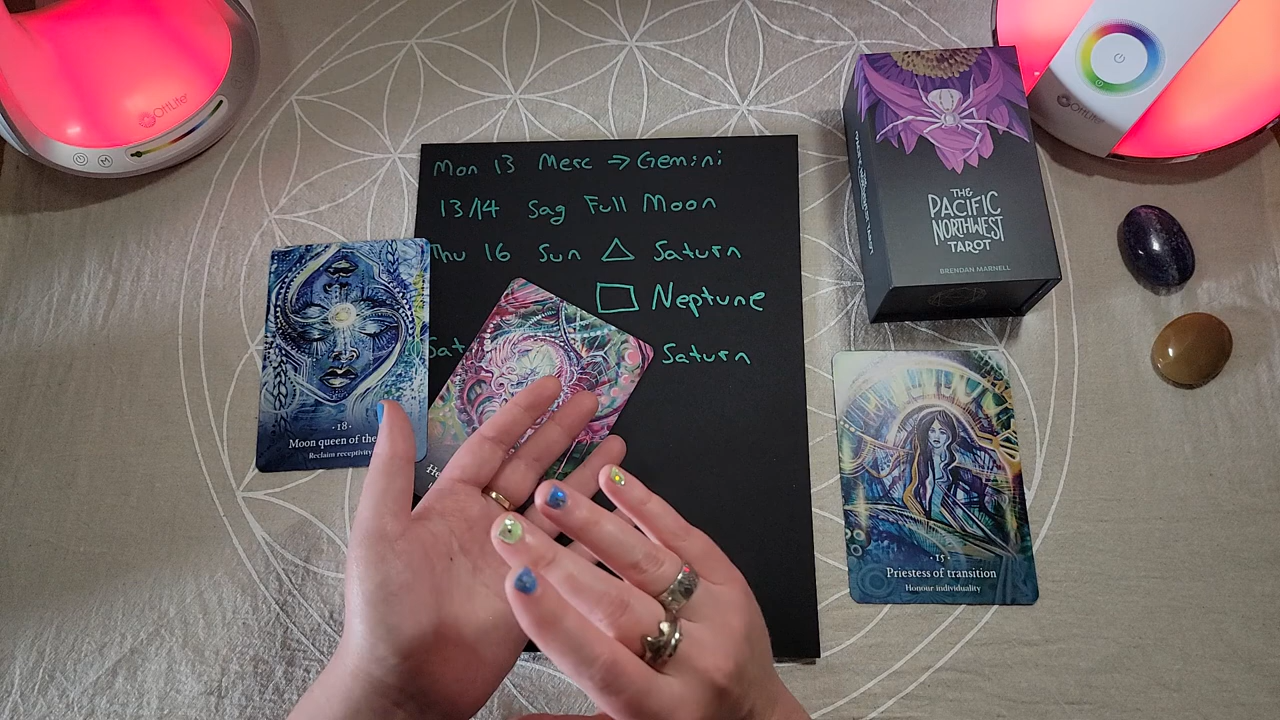 OttLite
OttLite
Mon 13 Merc → Gemini
13/14 Sag Full Moon
Thu 16 Sun △ Saturn
□ Neptune
Sat Saturn
THE
PACIFIC
NORTHWEST
TAROT
BRENDAN MARNELL
·18·
Moon queen of the
Reclaim receptivity
·15·
Priestess of transition
Honour individuality